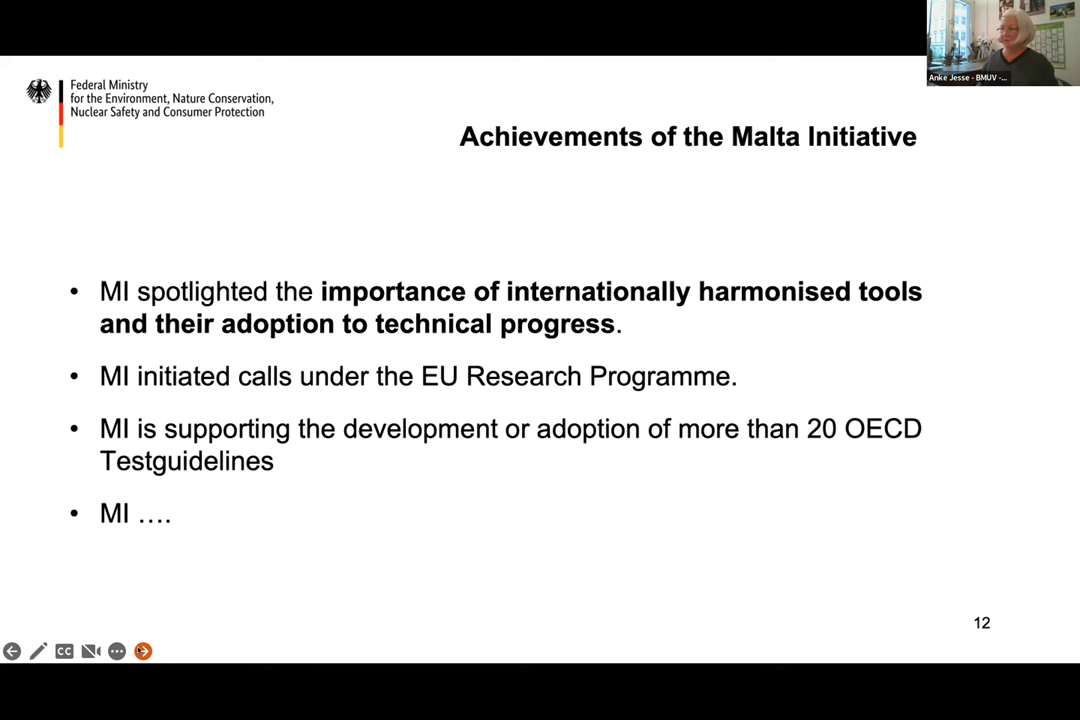 Anke Jesse - BMUV -...
Federal Ministry
for the Environment, Nature Conservation,
Nuclear Safety and Consumer Protection
Achievements of the Malta Initiative
• MI spotlighted the importance of internationally harmonised tools
and their adoption to technical progress.
• MI initiated calls under the EU Research Programme.
• MI is supporting the development or adoption of more than 20 OECD
Testguidelines
• MI ….
12
CC